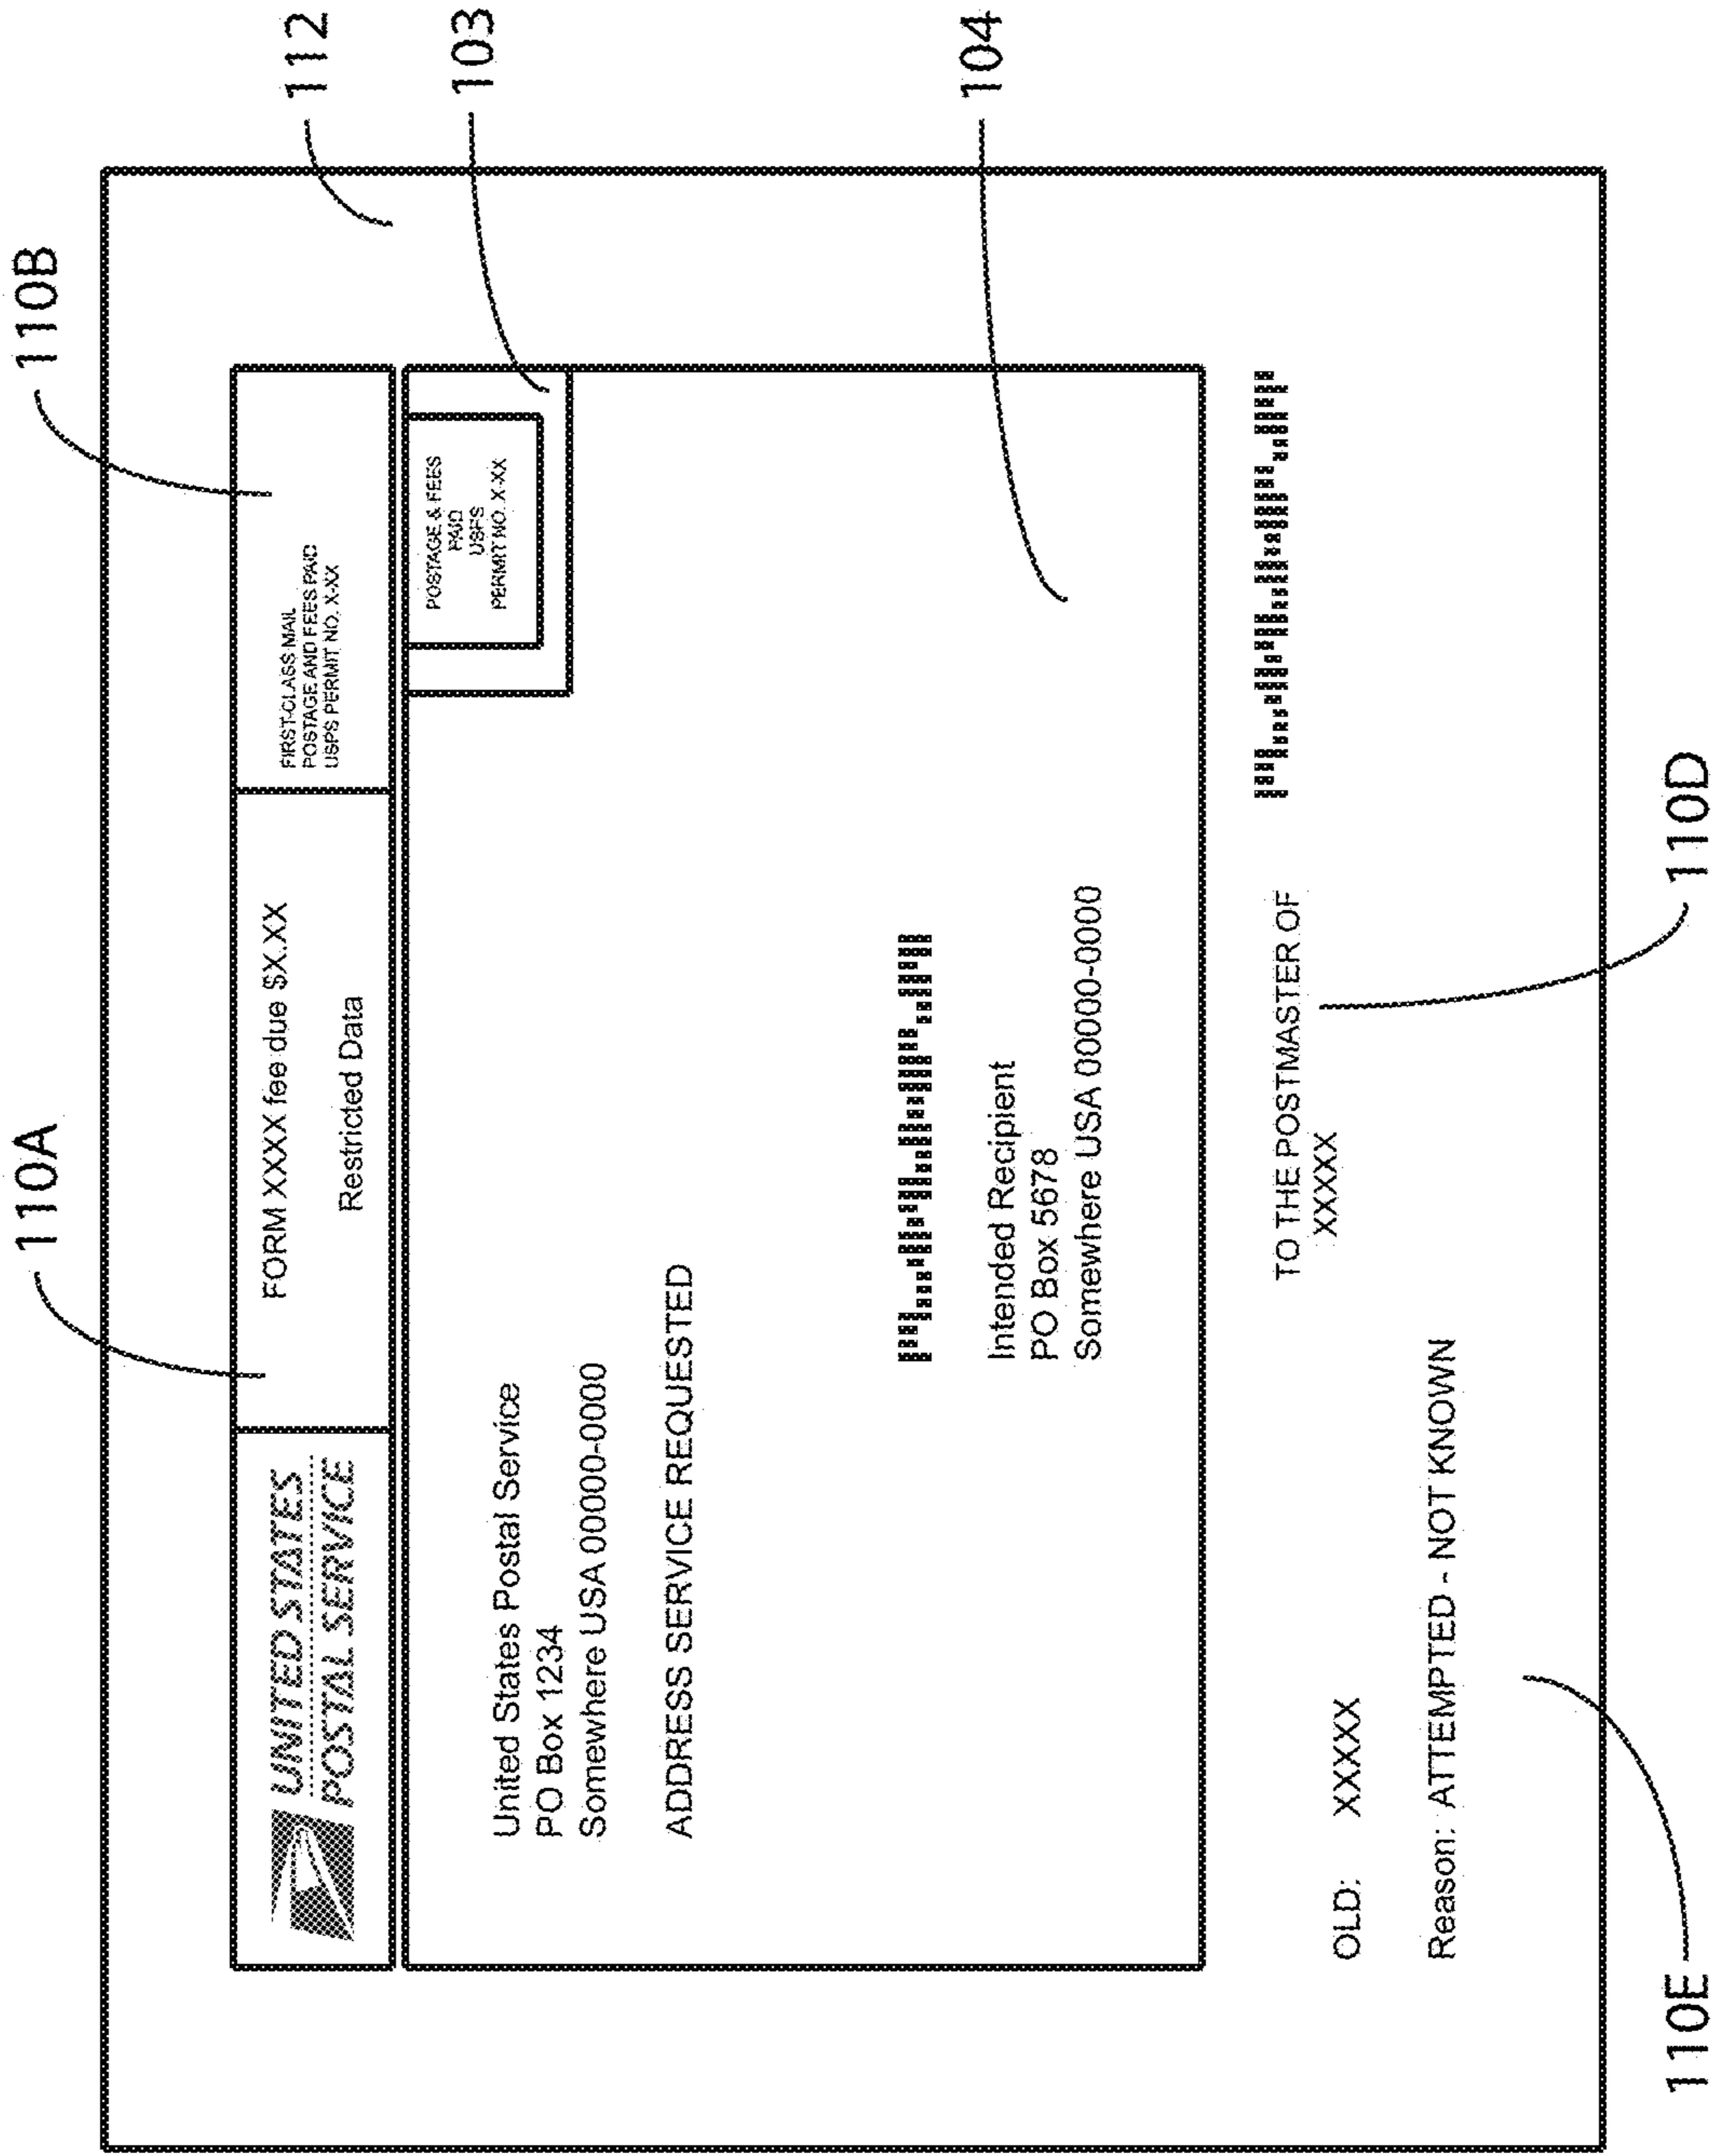 110A
110B
112
103
104
UNITED STATES
POSTAL SERVICE
FORM XXXX fee due $X.XX
Restricted Data
FIRST-CLASS MAIL
POSTAGE AND FEES PAID
USPS PERMIT NO. X-XX
POSTAGE & FEES
PAID
USPS
PERMIT NO. X-XX
United States Postal Service
PO Box 1234
Somewhere USA 00000-0000
ADDRESS SERVICE REQUESTED
Intended Recipient
PO Box 5678
Somewhere USA 00000-0000
TO THE POSTMASTER OF
XXXXX
OLD: XXXXX
Reason: ATTEMPTED - NOT KNOWN
110E
110D